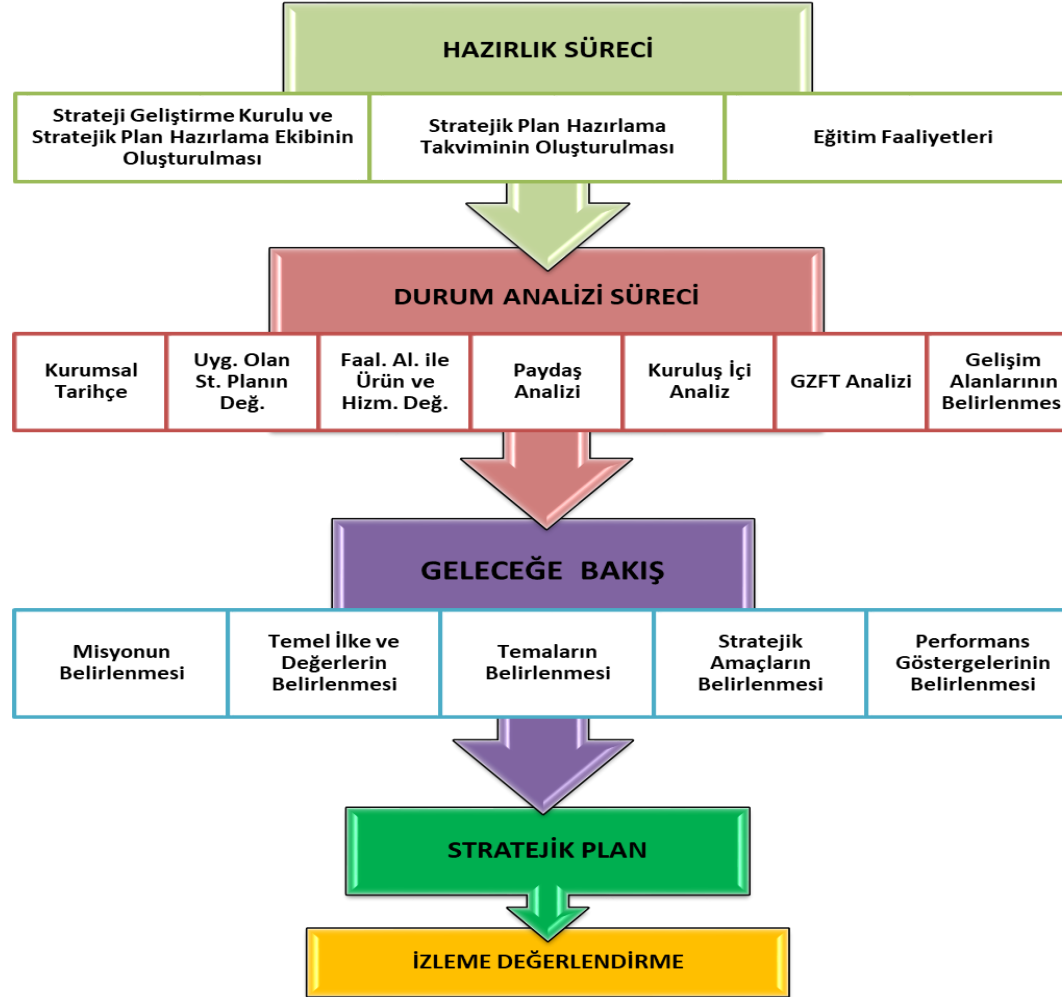 HAZIRLIK SÜRECİ
Strateji Geliştirme Kurulu ve
Stratejik Plan Hazırlama Ekibinin
Oluşturulması
Stratejik Plan Hazırlama
Takviminin Oluşturulması
Eğitim Faaliyetleri
DURUM ANALİZİ SÜRECİ
Kurumsal
Tarihçe
Uyg. Olan
St. Planın
Değ.
Faal. Al. ile
Ürün ve
Hizm. Değ.
Paydaş
Analizi
Kuruluş İçi
Analiz
GZFT Analizi
Gelişim
Alanlarının
Belirlenmes
GELECEĞE BAKIŞ
Misyonun
Belirlenmesi
Temel İlke ve
Değerlerin
Belirlenmesi
Temaların
Belirlenmesi
Stratejik
Amaçların
Belirlenmesi
Performans
Göstergelerinin
Belirlenmesi
STRATEJİK PLAN
İZLEME DEĞERLENDİRME